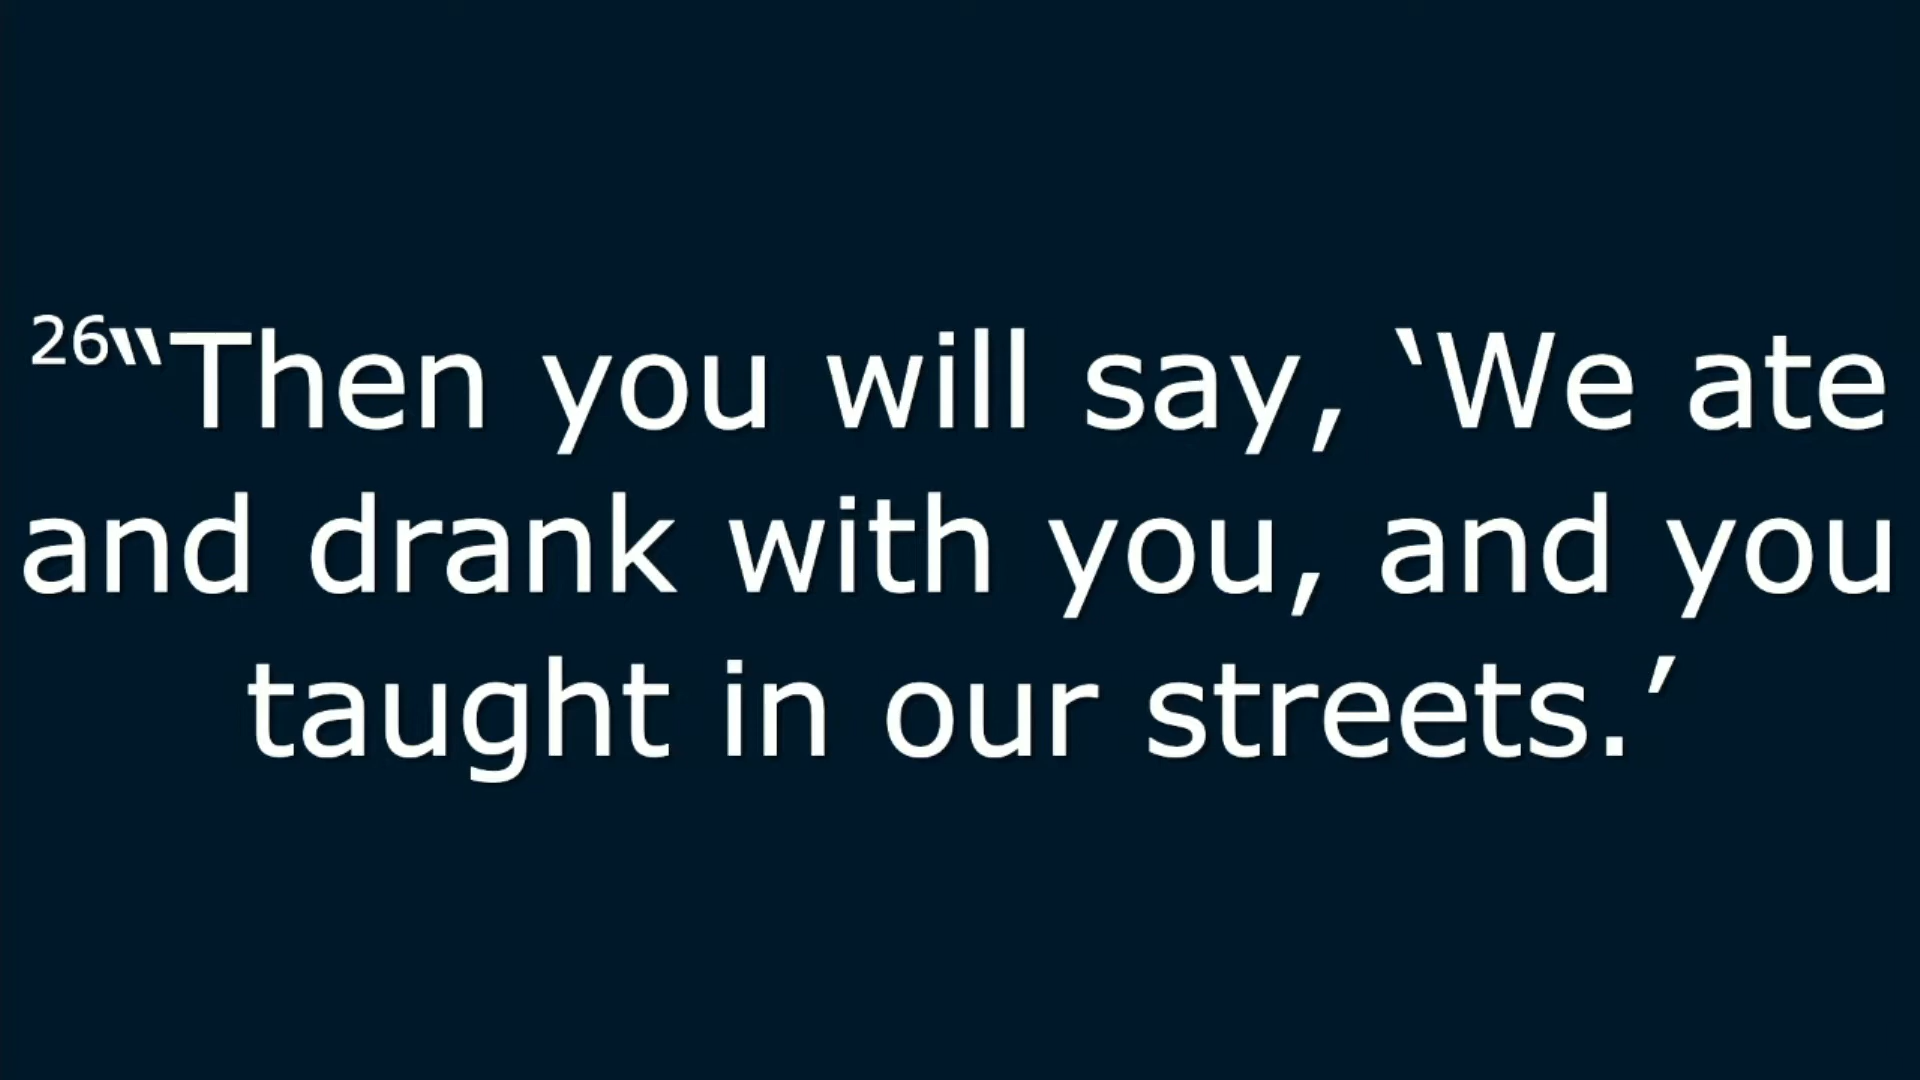 26“Then you will say, ‘We ate
and drank with you, and you
taught in our streets.’